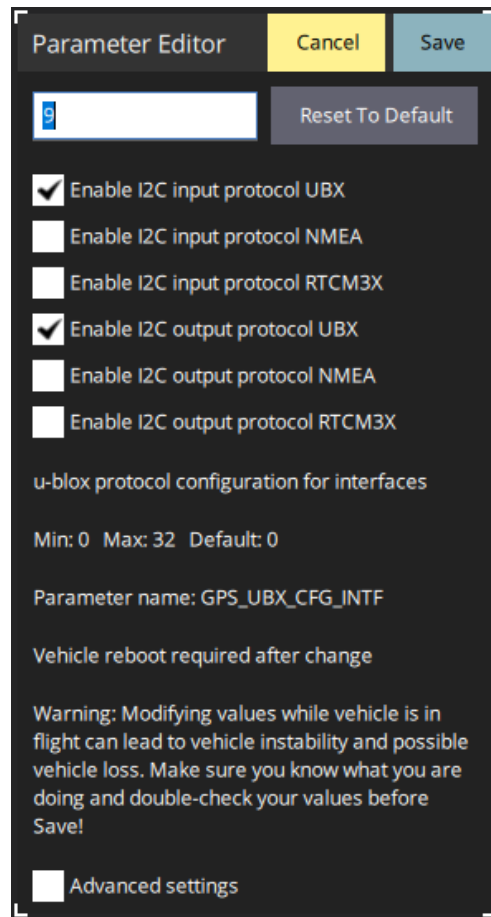 Parameter Editor Cancel Save
9 Reset To Default
Enable I2C input protocol UBX
Enable I2C input protocol NMEA
Enable I2C input protocol RTCM3X
Enable I2C output protocol UBX
Enable I2C output protocol NMEA
Enable I2C output protocol RTCM3X
u-blox protocol configuration for interfaces
Min: 0 Max: 32 Default: 0
Parameter name: GPS_UBX_CFG_INTF
Vehicle reboot required after change
Warning: Modifying values while vehicle is in
flight can lead to vehicle instability and possible
vehicle loss. Make sure you know what you are
doing and double-check your values before
Save!
Advanced settings